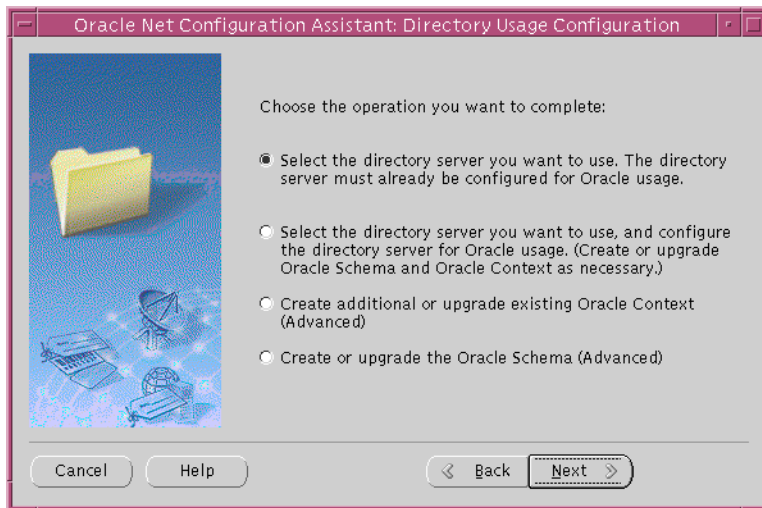 Oracle Net Configuration Assistant: Directory Usage Configuration
Choose the operation you want to complete:
Select the directory server you want to use. The directory
server must already be configured for Oracle usage.
Select the directory server you want to use, and configure
the directory server for Oracle usage. (Create or upgrade
Oracle Schema and Oracle Context as necessary.)
Create additional or upgrade existing Oracle Context
(Advanced)
Create or upgrade the Oracle Schema (Advanced)
Cancel
Help
Back
Next